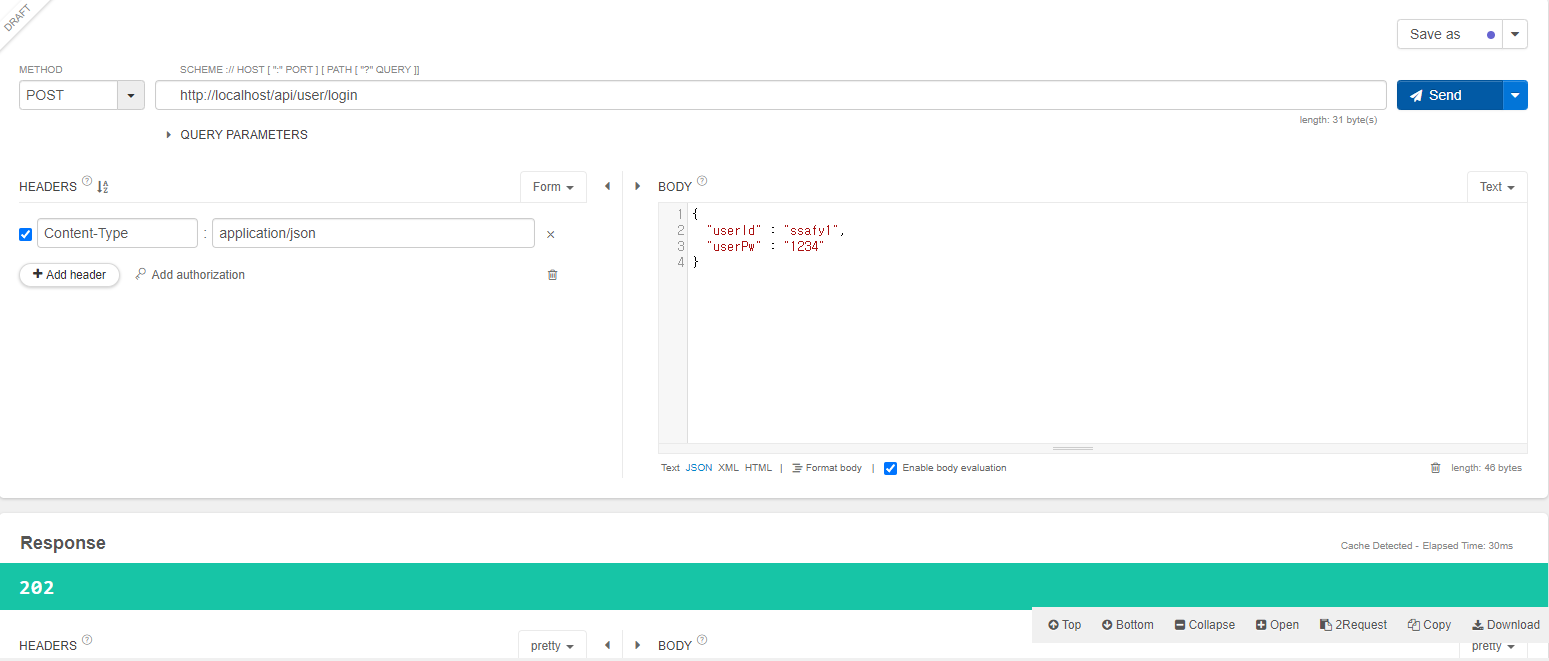 DRAFT
Save as
METHOD
SCHEME :// HOST [ ":" PORT ] [ PATH [ "?" QUERY ]]
POST
http://localhost/api/user/login
Send
length: 31 byte(s)
QUERY PARAMETERS
HEADERS ?
Form
BODY ?
Text
Content-Type : application/json
Add header
Add authorization
1 {
2 "userId" : "ssafy1",
3 "userPw" : "1234"
4 }
Text JSON XML HTML | Format body | Enable body evaluation
length: 46 bytes
Response
Cache Detected - Elapsed Time: 30ms
202
Top Bottom Collapse Open 2Request Copy Download
HEADERS ?
pretty
BODY ?
pretty